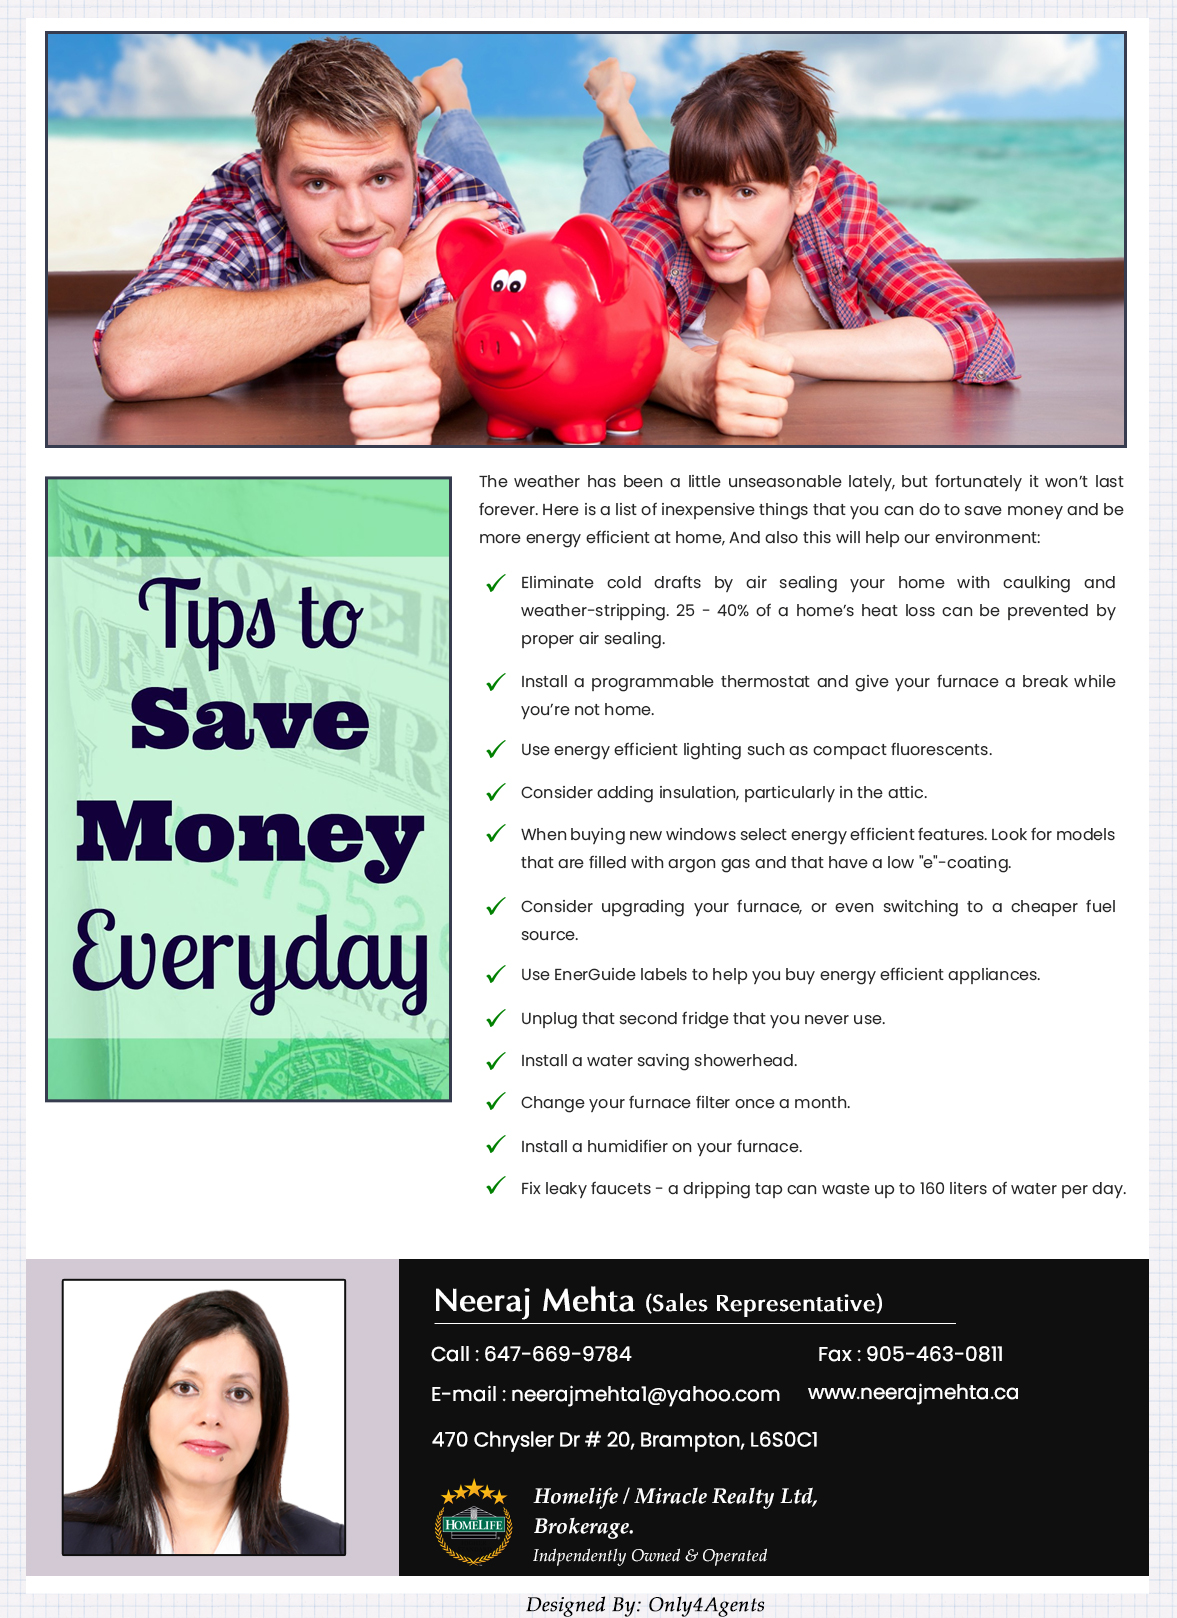 Tips to
Save
Money
Everyday
The weather has been a little unseasonable lately, but fortunately it won't last
forever. Here is a list of inexpensive things that you can do to save money and be
more energy efficient at home, And also this will help our environment:
Eliminate cold drafts by air sealing your home with caulking and
weather-stripping. 25 - 40% of a home's heat loss can be prevented by
proper air sealing.
Install a programmable thermostat and give your furnace a break while
you're not home.
Use energy efficient lighting such as compact fluorescents.
Consider adding insulation, particularly in the attic.
When buying new windows select energy efficient features. Look for models
that are filled with argon gas and that have a low "e"-coating.
Consider upgrading your furnace, or even switching to a cheaper fuel
source.
Use EnerGuide labels to help you buy energy efficient appliances.
Unplug that second fridge that you never use.
Install a water saving showerhead.
Change your furnace filter once a month.
Install a humidifier on your furnace.
Fix leaky faucets - a dripping tap can waste up to 160 liters of water per day.
Neeraj Mehta (Sales Representative)
Call : 647-669-9784 Fax : 905-463-0811
E-mail : neerajmehta1@yahoo.com www.neerajmehta.ca
470 Chrysler Dr # 20, Brampton, L6S0C1
HOMELIFE
Homelife / Miracle Realty Ltd,
Brokerage.
Indpendently Owned & Operated
Designed By: Only4Agents